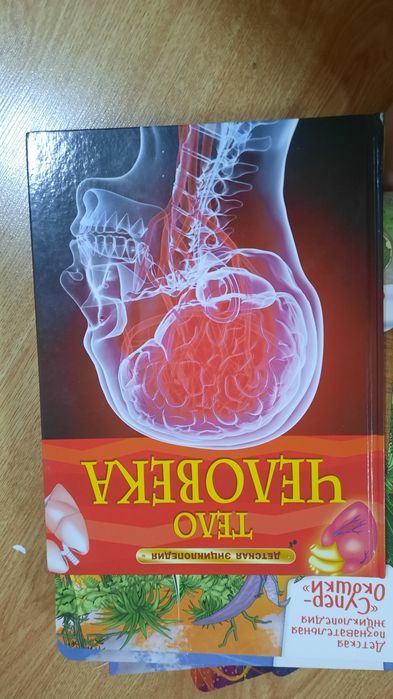 ДЕТСКАЯ ЭНЦИКЛОПЕДИЯ
ТЕЛО
ЧЕЛОВЕКА
Детская
познавательная
энциклопедия
«Супер-
Окошки»